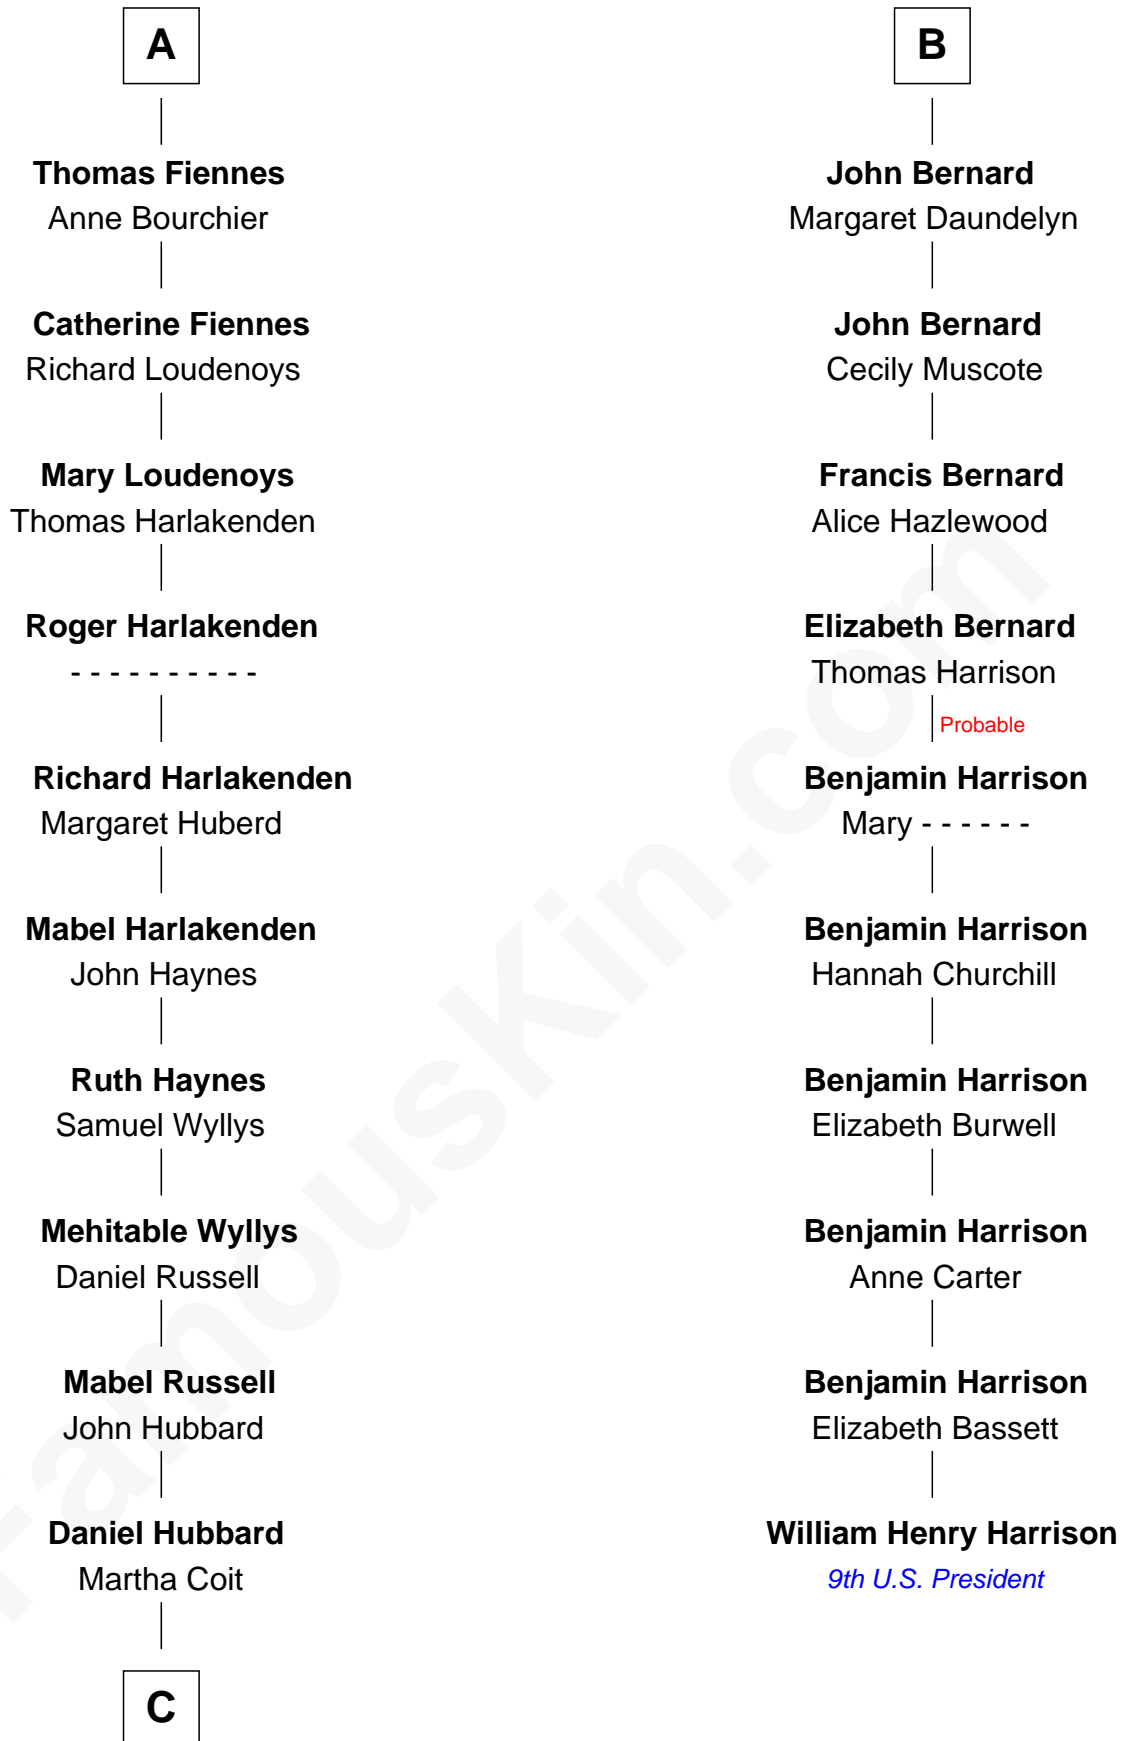 A
Thomas Fiennes
Anne Bourchier
Catherine Fiennes
Richard Loudenoys
Mary Loudenoys
Thomas Harlakenden
Roger Harlakenden
- - - - - - - - - -
Richard Harlakenden
Margaret Huberd
Mabel Harlakenden
John Haynes
Ruth Haynes
Samuel Wyllys
Mehitable Wyllys
Daniel Russell
Mabel Russell
John Hubbard
Daniel Hubbard
Martha Coit
C
B
John Bernard
Margaret Daundelyn
John Bernard
Cecily Muscote
Francis Bernard
Alice Hazlewood
Elizabeth Bernard
Thomas Harrison
Probable
Benjamin Harrison
Mary - - - - - -
Benjamin Harrison
Hannah Churchill
Benjamin Harrison
Elizabeth Burwell
Benjamin Harrison
Anne Carter
Benjamin Harrison
Elizabeth Bassett
William Henry Harrison
9th U.S. President
FamousKin.com